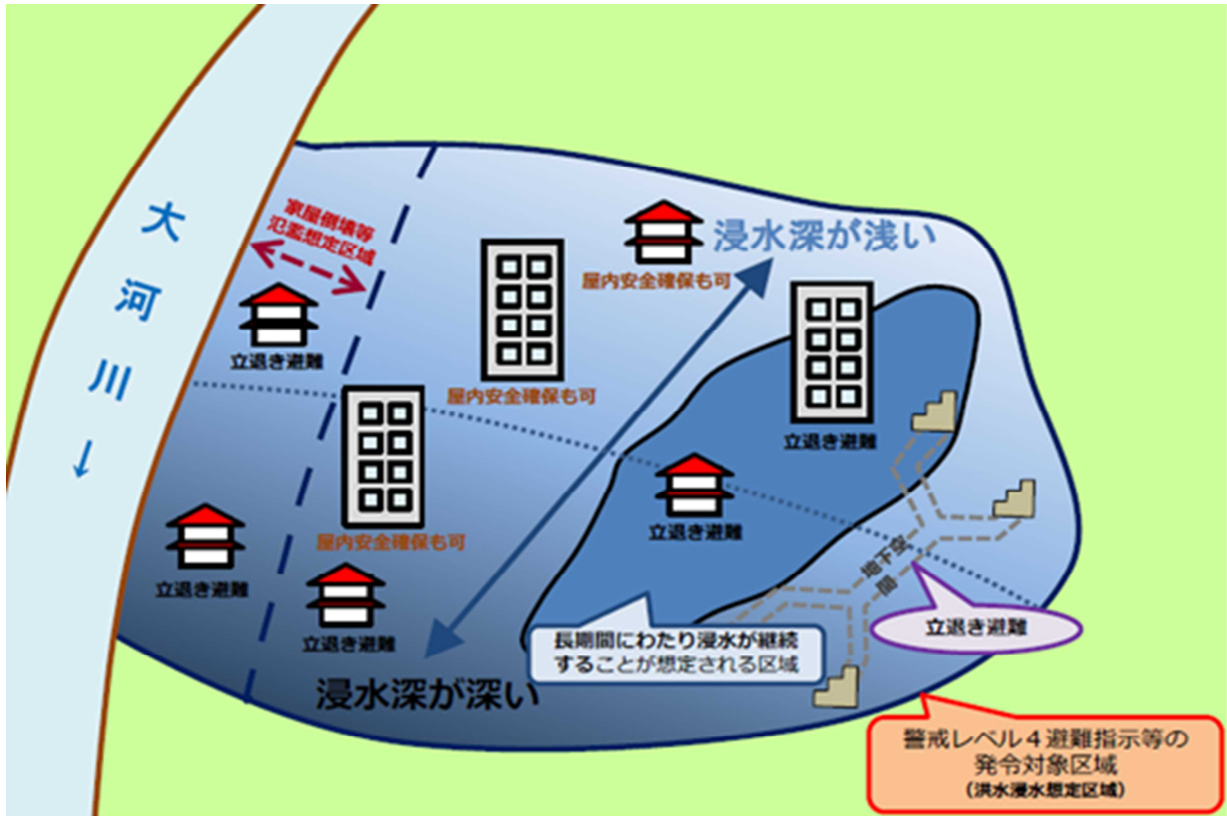 大河川↓
家屋倒壊等
氾濫想定区域
浸水深が浅い
屋内安全確保も可
立退き避難
屋内安全確保も可
立退き避難
屋内安全確保も可
立退き避難
立退き避難
立退き避難
地下空間
立退き避難
長期間にわたり浸水が継続
することが想定される区域
浸水深が深い
警戒レベル4避難指示等の
発令対象区域
（洪水浸水想定区域）